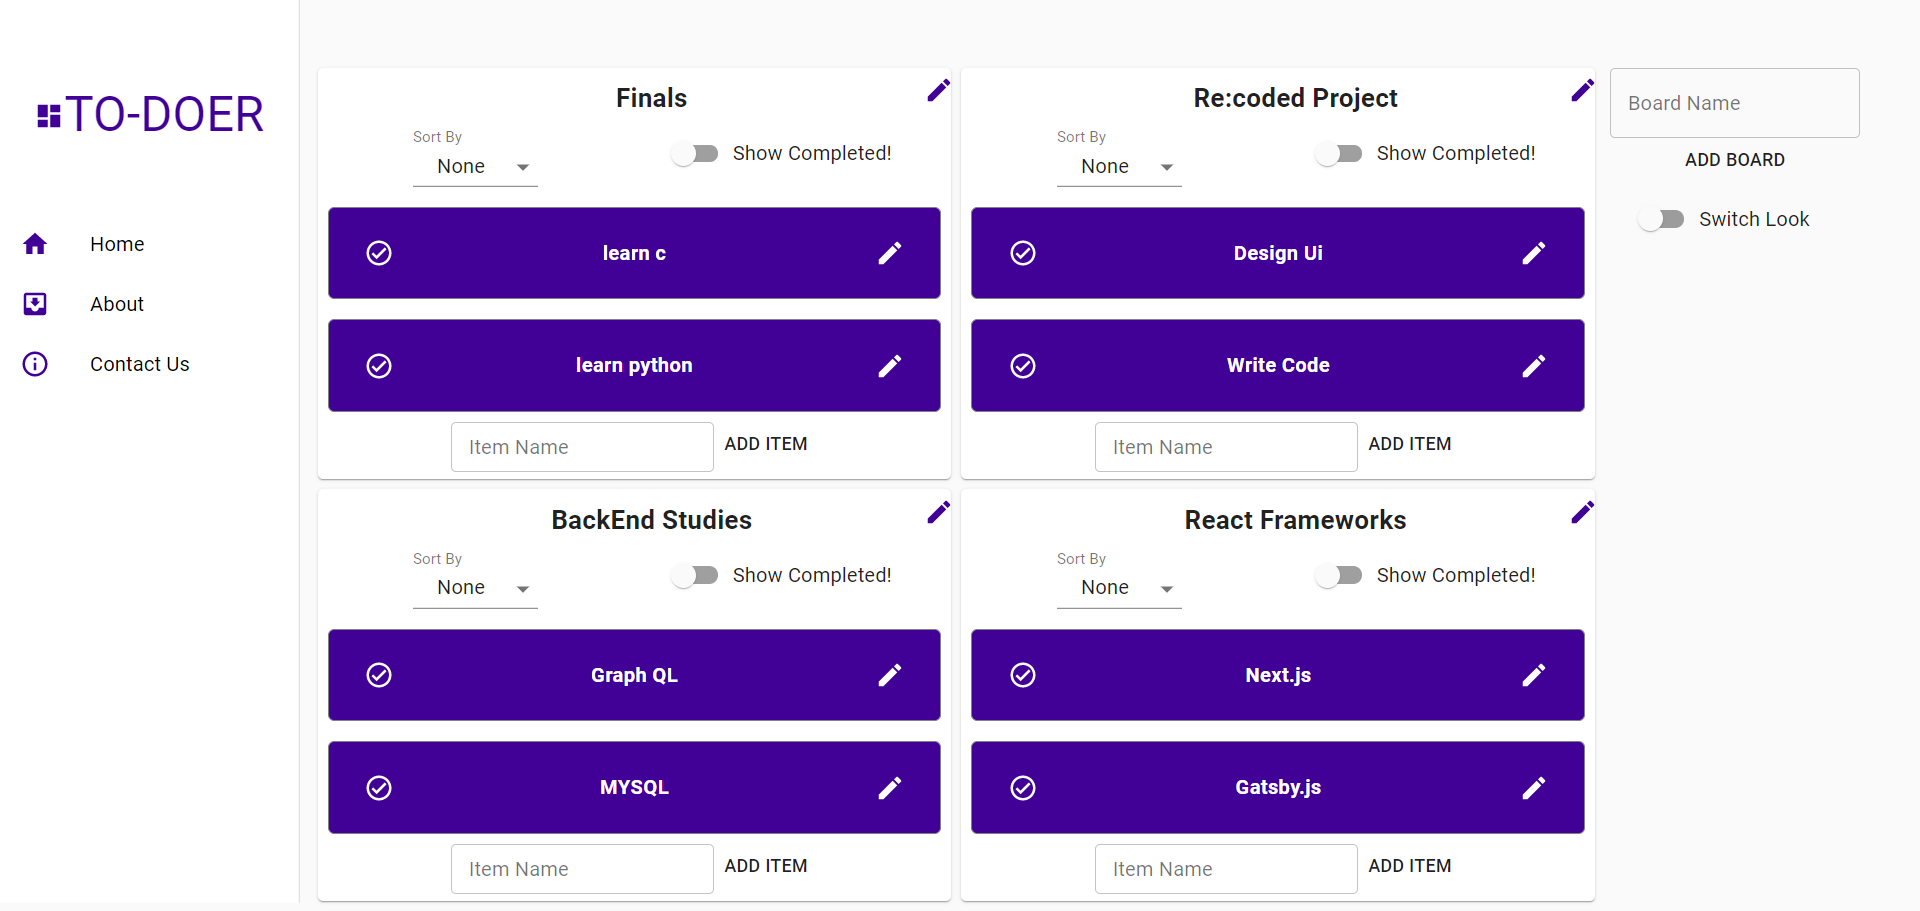 TO-DOER
Home
About
Contact Us
Finals
Sort By
None
Show Completed!
learn c
learn python
Item Name
ADD ITEM
Re:coded Project
Sort By
None
Show Completed!
Design Ui
Write Code
Item Name
ADD ITEM
BackEnd Studies
Sort By
None
Show Completed!
Graph QL
MYSQL
Item Name
ADD ITEM
React Frameworks
Sort By
None
Show Completed!
Next.js
Gatsby.js
Item Name
ADD ITEM
Board Name
ADD BOARD
Switch Look